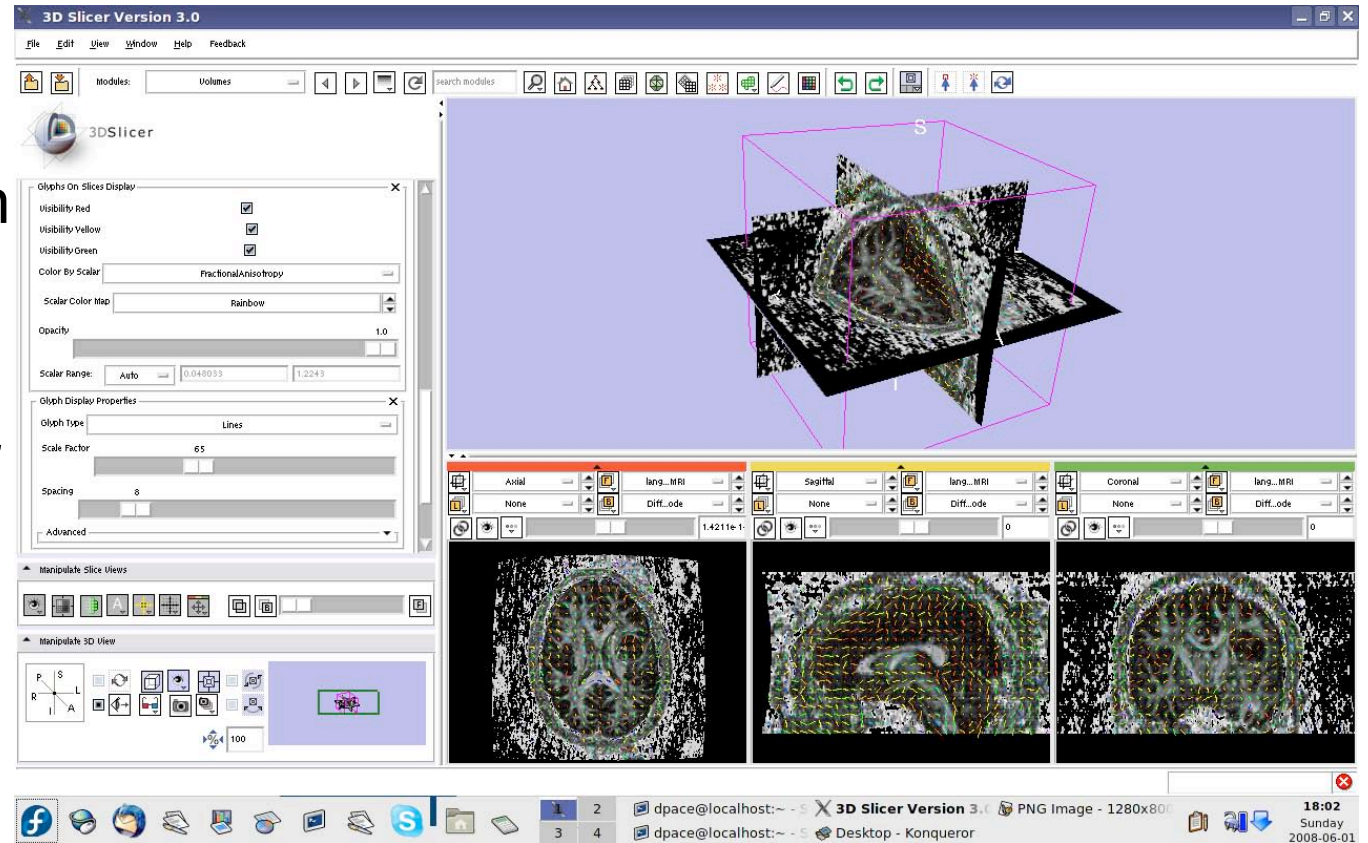 3D Slicer Version 3.0
File Edit View Window Help Feedback
Modules: Volumes search modules
3DSlicer
Glyphs On Slices Display
Visibility Red
Visibility Yellow
Visibility Green
Color By Scalar FractionalAnisotropy
Scalar Color Map Rainbow
Opacity 1.0
Scalar Range: Auto 0.048033 1.2243
Glyph Display Properties
Glyph Type Lines
Scale Factor 65
Spacing 8
Advanced
Manipulate Slice Views
Manipulate 3D View
P S
R L
I A
100
S
A
I
Axial lang...MRI
None Diff...ode
1.4211e-1
Sagittal lang...MRI
None Diff...ode
0
Coronal lang...MRI
None Diff...ode
0
1 2
3 4
dpace@localhost:~ - S
3D Slicer Version 3.
PNG Image - 1280x800
dpace@localhost:~ - S
Desktop - Konqueror
18:02
Sunday
2008-06-01